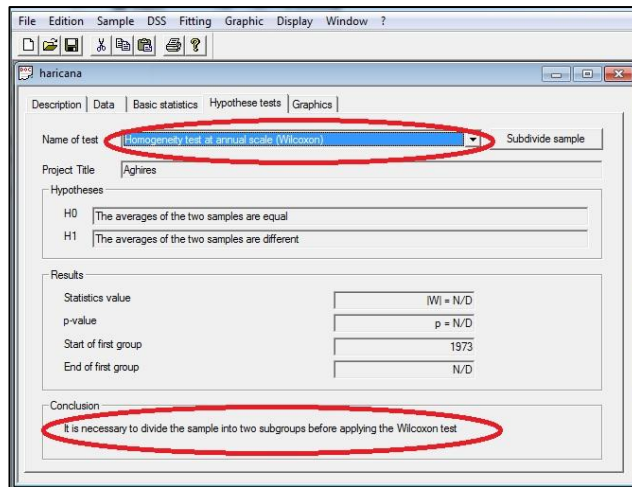 File Edition Sample DSS Fitting Graphic Display Window ?
haricana
Description Data Basic statistics Hypothese tests Graphics
Name of test Homogeneity test at annual scale (Wilcoxon) Subdivide sample
Project Title Aghires
Hypotheses
H0 The averages of the two samples are equal
H1 The averages of the two samples are different
Results
Statistics value |W| = N/D
p-value p = N/D
Start of first group 1973
End of first group N/D
Conclusion
It is necessary to divide the sample into two subgroups before applying the Wilcoxon test